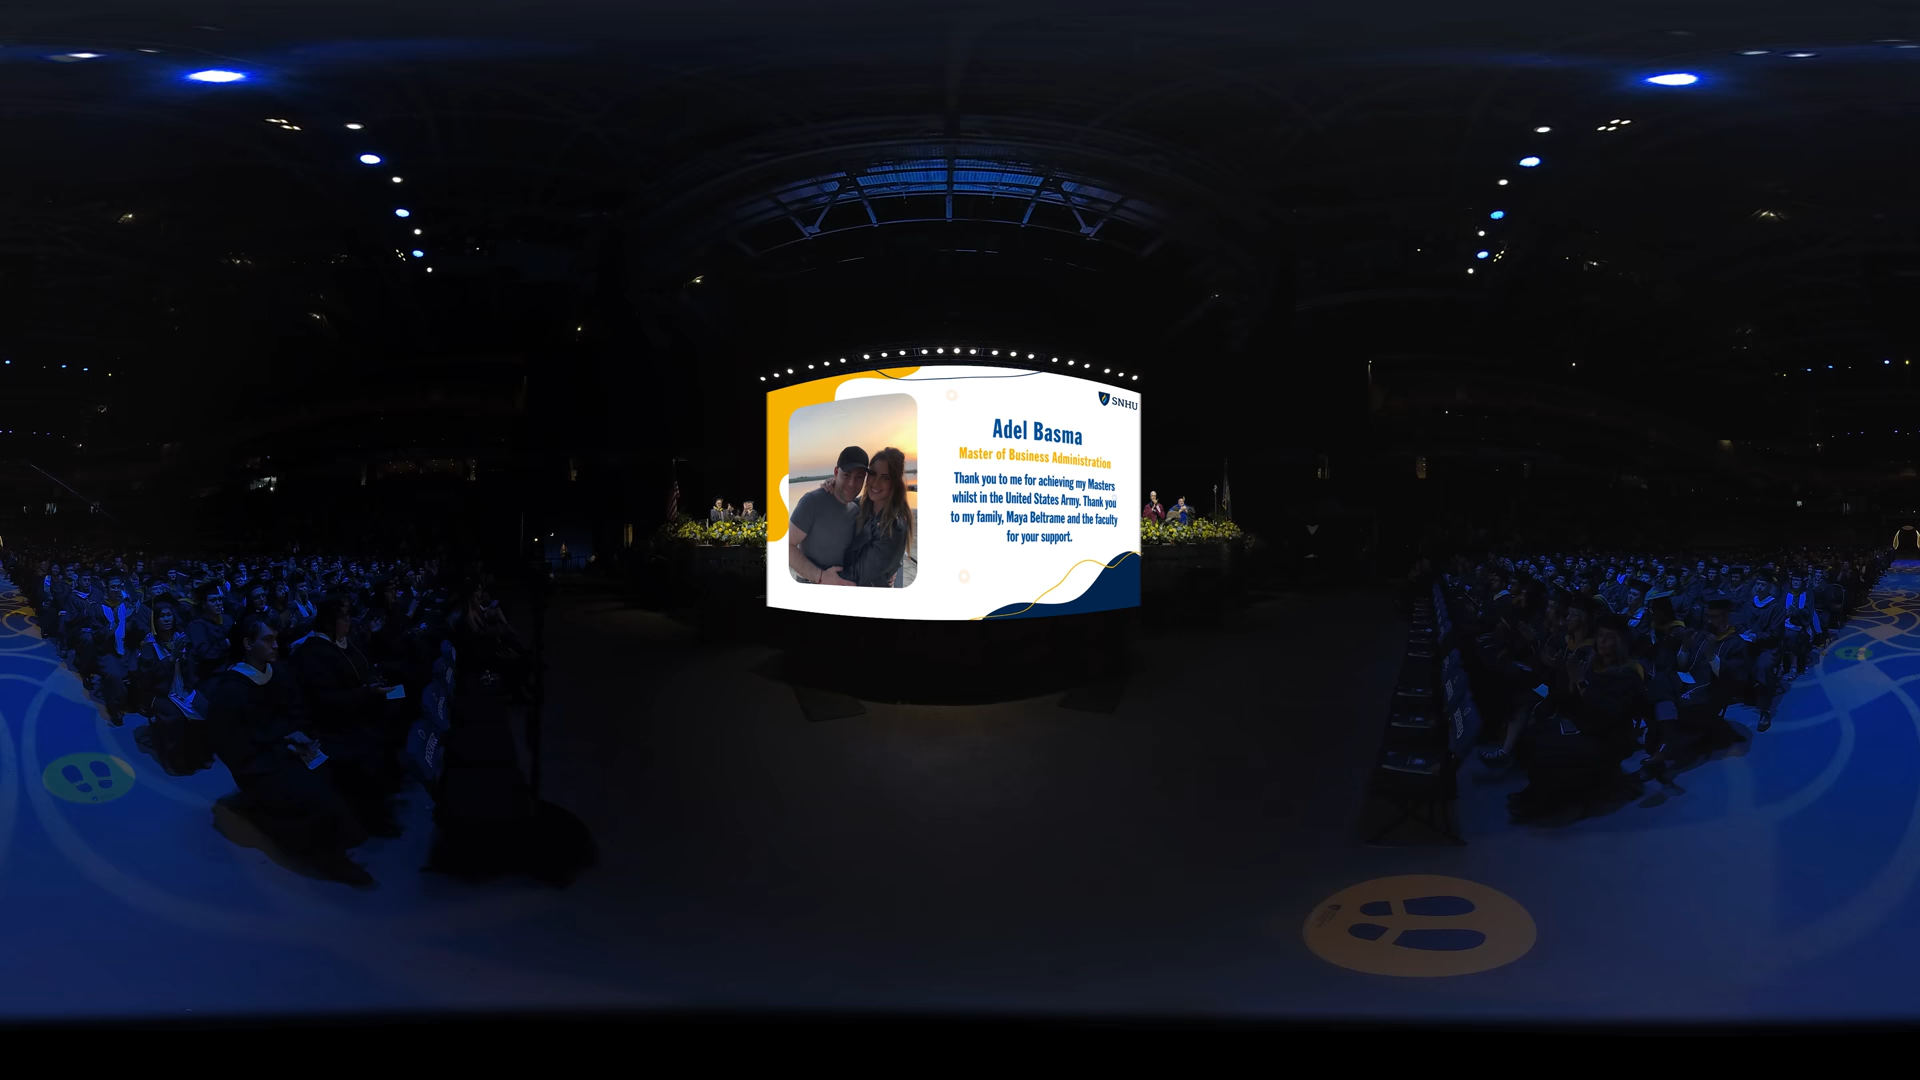 SNHU
Adel Basma
Master of Business Administration
Thank you to me for achieving my Masters
whilst in the United States Army. Thank you
to my family, Maya Beltrame and the faculty
for your support.